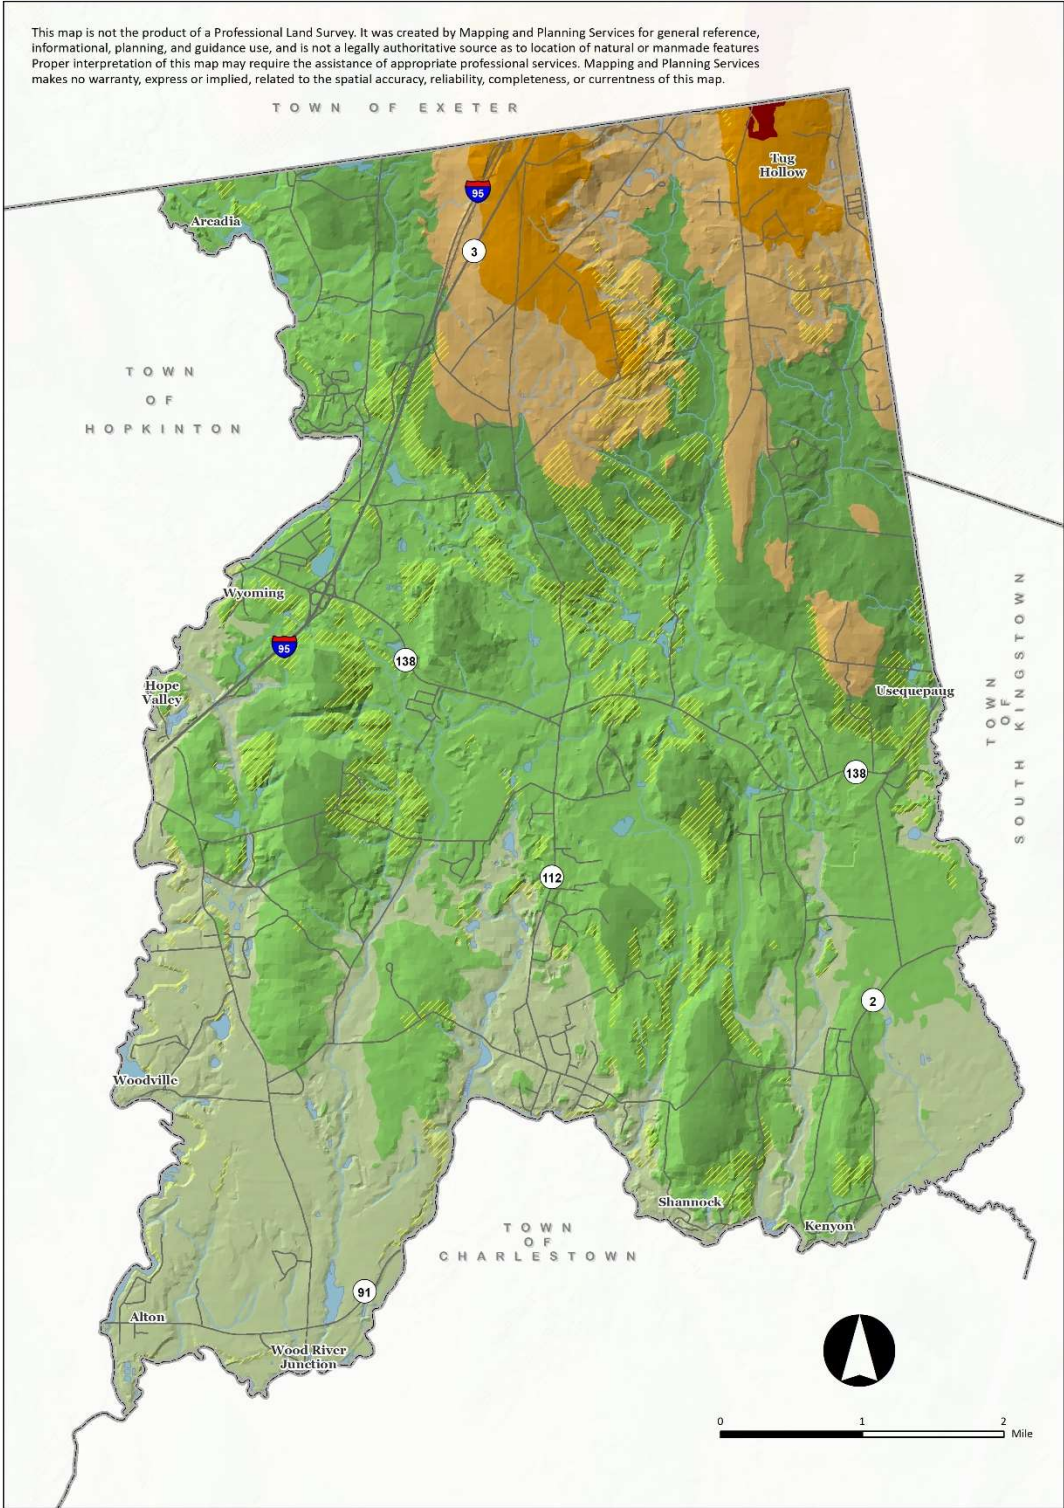 This map is not the product of a Professional Land Survey. It was created by Mapping and Planning Services for general reference,
informational, planning, and guidance use, and is not a legally authoritative source as to location of natural or manmade features
Proper interpretation of this map may require the assistance of appropriate professional services. Mapping and Planning Services
makes no warranty, express or implied, related to the spatial accuracy, reliability, completeness, or currentness of this map.
TOWN OF EXETER
Tug
Hollow
95
Arcadia
3
TOWN
OF
HOPKINTON
Wyoming
95
138
Hope
Valley
Usequepaug
TOWN
OF
SOUTH KINGSTOWN
138
112
2
Woodville
Shannock
Kenyon
TOWN
OF
CHARLESTOWN
91
Alton
Wood River
Junction
0 1 2
Mile